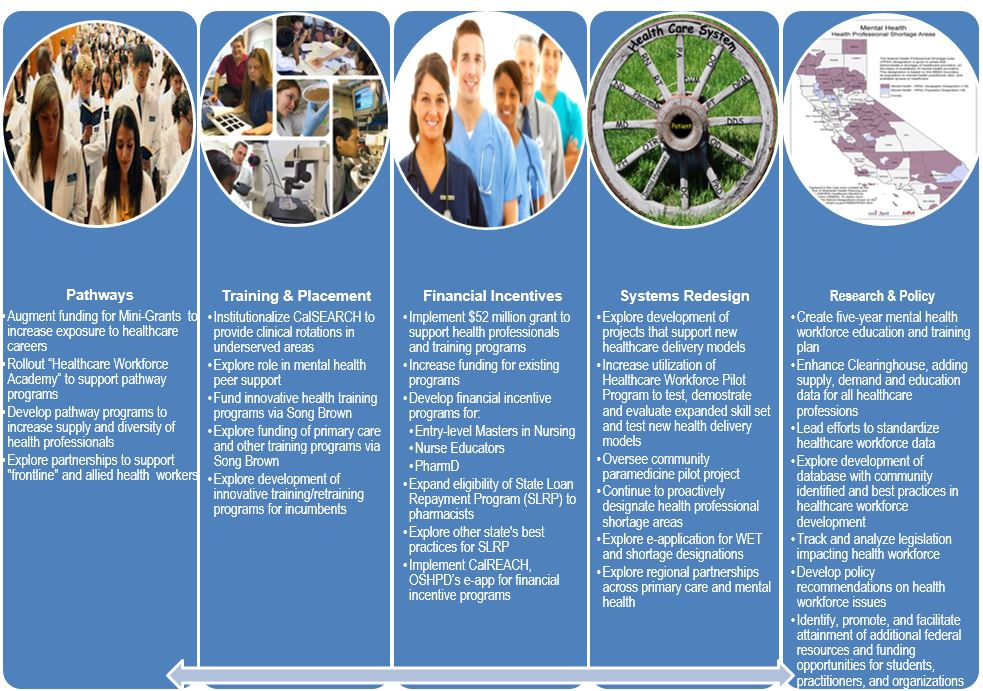 Health Care System
Patient
MD
DDS
Mental Health
Health Professional Shortage Areas
Pathways
•Augment funding for Mini-Grants to
increase exposure to healthcare
careers
•Rollout “Healthcare Workforce
Academy” to support pathway
programs
•Develop pathway programs to
increase supply and diversity of
health professionals
•Explore partnerships to support
"frontline" and allied health workers
Training & Placement
•Institutionalize CalSEARCH to
provide clinical rotations in
underserved areas
•Explore role in mental health
peer support
•Fund innovative health training
programs via Song Brown
•Explore funding of primary care
and other training programs via
Song Brown
•Explore development of
innovative training/retraining
programs for incumbents
Financial Incentives
•Implement $52 million grant to
support health professionals
and training programs
•Increase funding for existing
programs
•Develop financial incentive
programs for:
•Entry-level Masters in Nursing
•Nurse Educators
•PharmD
•Expand eligibility of State Loan
Repayment Program (SLRP) to
pharmacists
•Explore other state's best
practices for SLRP
•Implement CalREACH,
OSHPD's e-app for financial
incentive programs
Systems Redesign
•Explore development of
projects that support new
healthcare delivery models
•Increase utilization of
Healthcare Workforce Pilot
Program to test, demostrate
and evaluate expanded skill set
and test new health delivery
models
•Oversee community
paramedicine pilot project
•Continue to proactively
designate health professional
shortage areas
•Explore e-application for WET
and shortage designations
•Explore regional partnerships
across primary care and mental
health
Research & Policy
•Create five-year mental health
workforce education and training
plan
•Enhance Clearinghouse, adding
supply, demand and education
data for all healthcare
professions
•Lead efforts to standardize
healthcare workforce data
•Explore development of
database with community
identified and best practices in
healthcare workforce
development
•Track and analyze legislation
impacting health workforce
•Develop policy
recommendations on health
workforce issues
•Identify, promote, and facilitate
attainment of additional federal
resources and funding
opportunities for students,
practitioners, and organizations